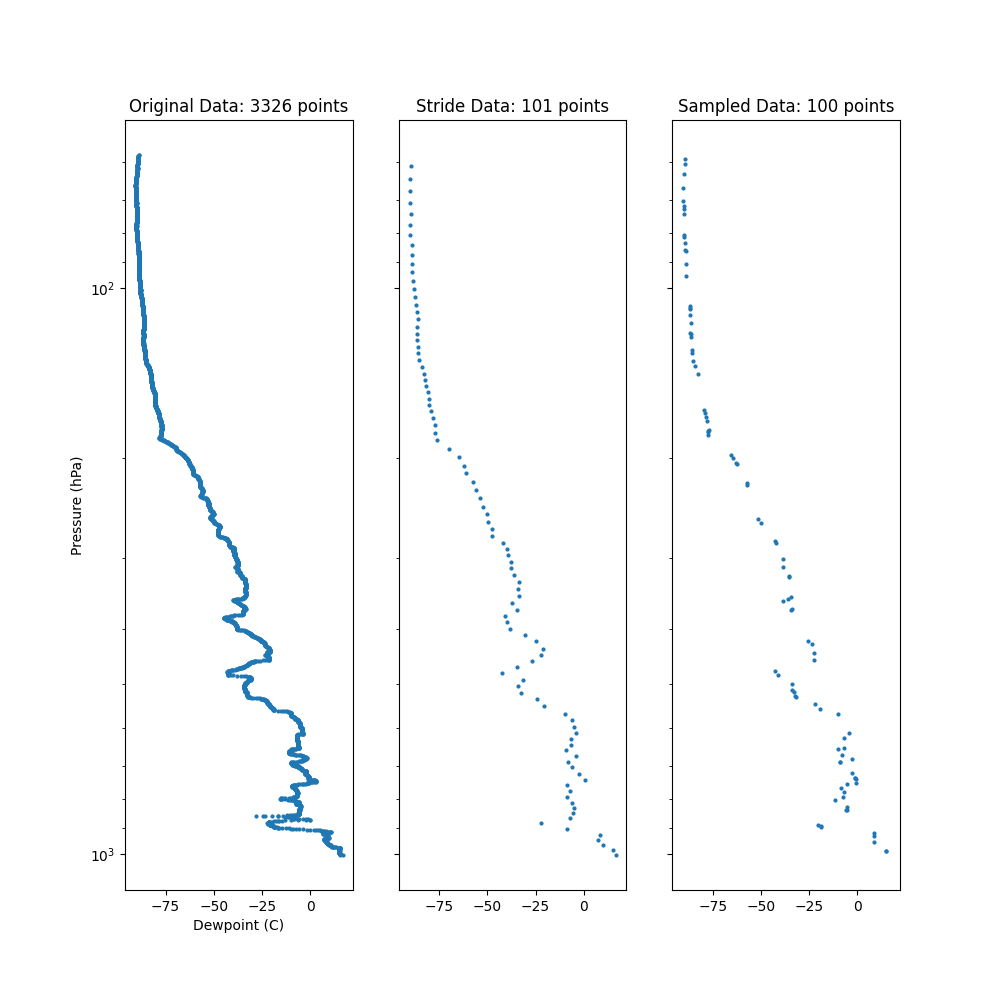 Original Data: 3326 points
Stride Data: 101 points
Sampled Data: 100 points
Pressure (hPa)
10²
10³
−75 −50 −25 0
−75 −50 −25 0
−75 −50 −25 0
Dewpoint (C)